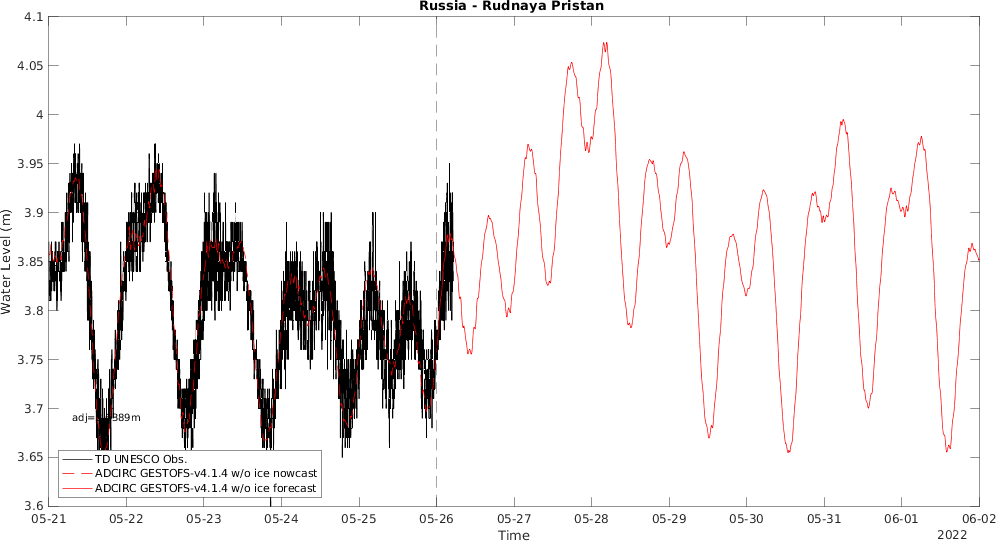 Russia - Rudnaya Pristan
4.1
4.05
4
3.95
3.9
3.85
3.8
3.75
3.7
3.65
3.6
Water Level (m)
adj= 389m
TD UNESCO Obs.
ADCIRC GESTOFS-v4.1.4 w/o ice nowcast
ADCIRC GESTOFS-v4.1.4 w/o ice forecast
05-21 05-22 05-23 05-24 05-25 05-26 05-27 05-28 05-29 05-30 05-31 06-01 06-02
Time
2022